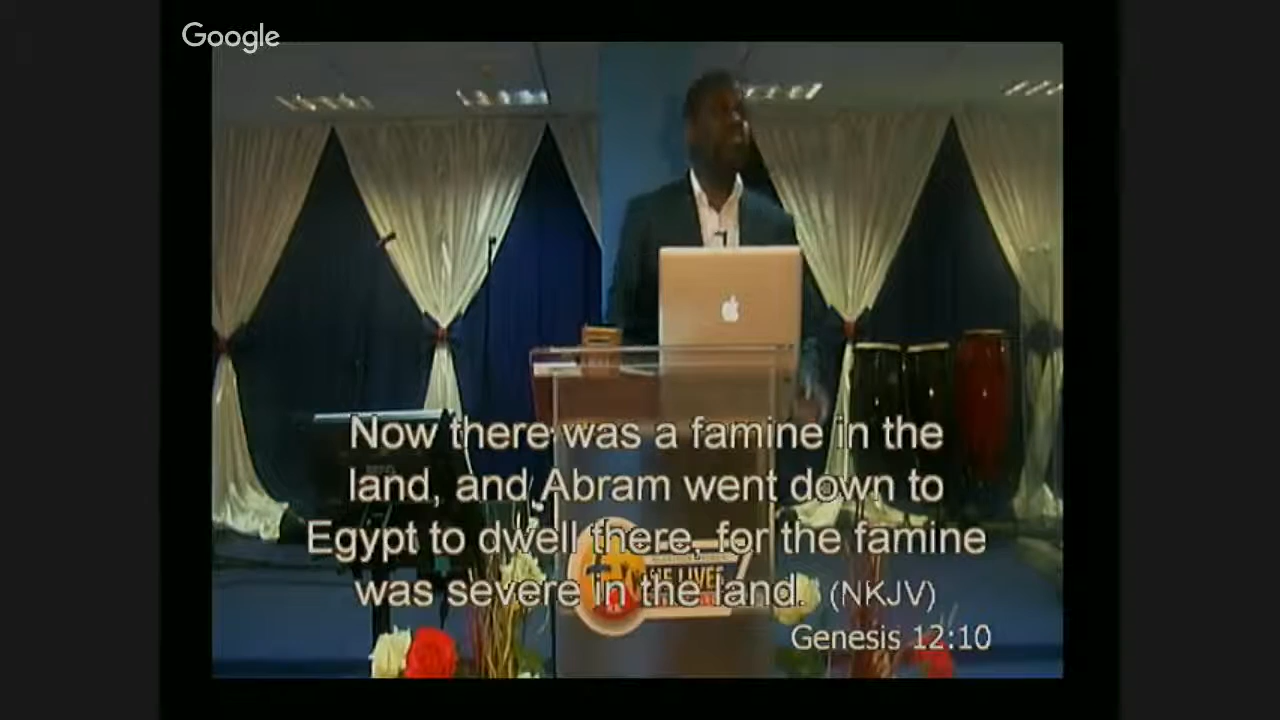 Google
Now there was a famine in the
land, and Abram went down to
Egypt to dwell there, for the famine
was severe in the land. (NKJV)
Genesis 12:10